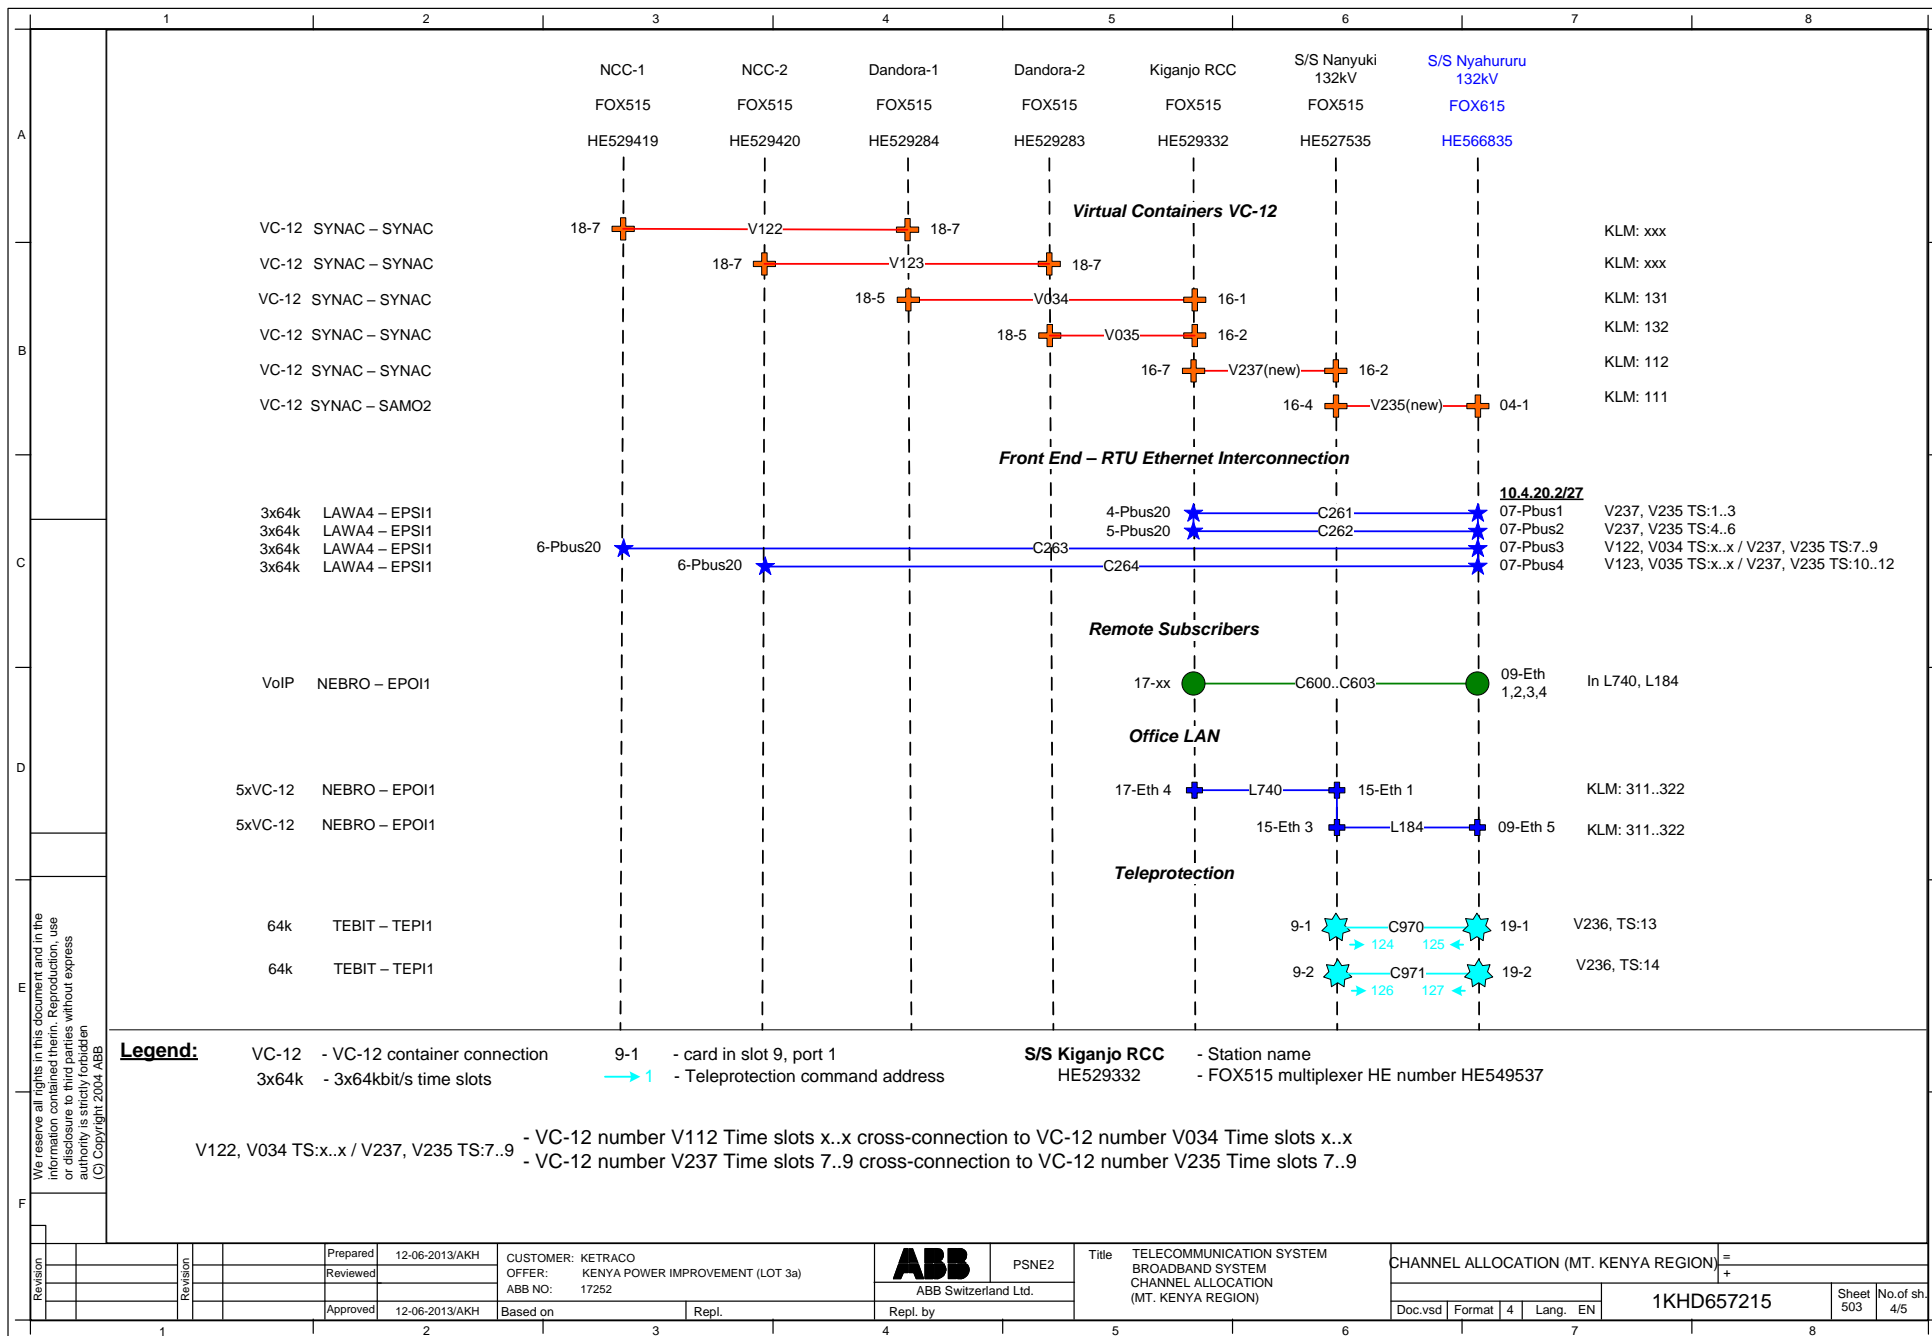 1 2 3 4 5 6 7 8
NCC-1 NCC-2 Dandora-1 Dandora-2 Kiganjo RCC S/S Nanyuki S/S Nyahururu
132kV 132kV
FOX515 FOX515 FOX515 FOX515 FOX515 FOX515 FOX615
A
HE529419 HE529420 HE529284 HE529283 HE529332 HE527535 HE566835
Virtual Containers VC-12
VC-12 SYNAC – SYNAC 18-7 V122 18-7 KLM: xxx
VC-12 SYNAC – SYNAC 18-7 V123 18-7 KLM: xxx
VC-12 SYNAC – SYNAC 18-5 V034 16-1 KLM: 131
VC-12 SYNAC – SYNAC 18-5 V035 16-2 KLM: 132
B
VC-12 SYNAC – SYNAC 16-7 V237(new) 16-2 KLM: 112
VC-12 SYNAC – SAMO2 16-4 V235(new) 04-1 KLM: 111
Front End – RTU Ethernet Interconnection
10.4.20.2/27
3x64k LAWA4 – EPSI1 4-Pbus20 C261 07-Pbus1 V237, V235 TS:1..3
3x64k LAWA4 – EPSI1 5-Pbus20 C262 07-Pbus2 V237, V235 TS:4..6
3x64k LAWA4 – EPSI1 6-Pbus20 C263 07-Pbus3 V122, V034 TS:x..x / V237, V235 TS:7..9
C
3x64k LAWA4 – EPSI1 6-Pbus20 C264 07-Pbus4 V123, V035 TS:x..x / V237, V235 TS:10..12
Remote Subscribers
VoIP NEBRO – EPOI1 17-xx C600..C603 09-Eth 1,2,3,4 In L740, L184
Office LAN
D
5xVC-12 NEBRO – EPOI1 17-Eth 4 L740 15-Eth 1 KLM: 311..322
5xVC-12 NEBRO – EPOI1 15-Eth 3 L184 09-Eth 5 KLM: 311..322
Teleprotection
64k TEBIT – TEPI1 9-1 C970 19-1 V236, TS:13
124 125
64k TEBIT – TEPI1 9-2 C971 19-2 V236, TS:14
E
126 127
Legend: VC-12 - VC-12 container connection 9-1 - card in slot 9, port 1 S/S Kiganjo RCC - Station name
3x64k - 3x64kbit/s time slots 1 - Teleprotection command address HE529332 - FOX515 multiplexer HE number HE549537
V122, V034 TS:x..x / V237, V235 TS:7..9
- VC-12 number V112 Time slots x..x cross-connection to VC-12 number V034 Time slots x..x
- VC-12 number V237 Time slots 7..9 cross-connection to VC-12 number V235 Time slots 7..9
F
We reserve all rights in this document and in the
information contained therin. Reproduction, use
or disclosure to third parties without express
authority is strictly forbidden
(C) Copyright 2004 ABB
Revision
Revision
Prepared 12-06-2013/AKH
Reviewed
Approved 12-06-2013/AKH
CUSTOMER: KETRACO
OFFER: KENYA POWER IMPROVEMENT (LOT 3a)
ABB NO: 17252
Based on Repl. Repl. by
ABB PSNE2
ABB Switzerland Ltd.
Title TELECOMMUNICATION SYSTEM
BROADBAND SYSTEM
CHANNEL ALLOCATION
(MT. KENYA REGION)
CHANNEL ALLOCATION (MT. KENYA REGION)
=
+
Doc.vsd Format 4 Lang. EN
1KHD657215
Sheet
503
No.of sh.
4/5
1 2 3 4 5 6 7 8